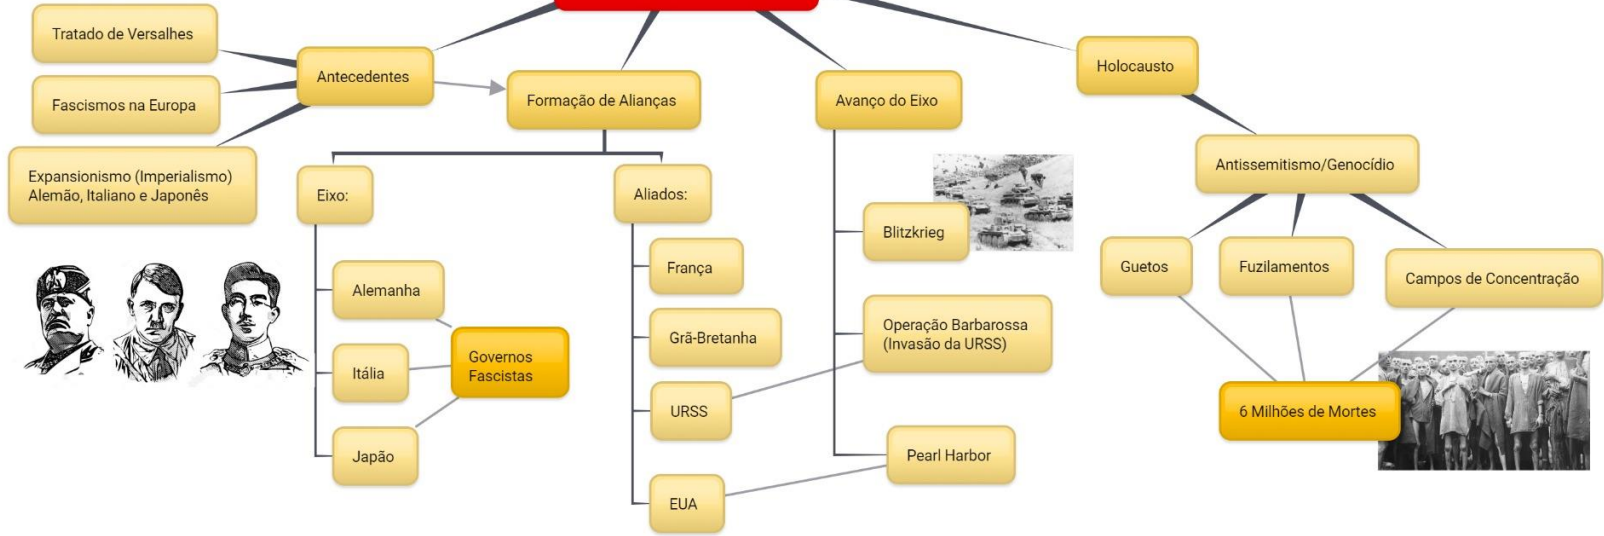 Tratado de Versalhes
Fascismos na Europa
Expansionismo (Imperialismo)
Alemão, Italiano e Japonês
Antecedentes
Formação de Alianças
Eixo:
Alemanha
Itália
Japão
Governos
Fascistas
Aliados:
França
Grã-Bretanha
URSS
EUA
Avanço do Eixo
Blitzkrieg
Operação Barbarossa
(Invasão da URSS)
Pearl Harbor
Holocausto
Antissemitismo/Genocídio
Guetos
Fuzilamentos
Campos de Concentração
6 Milhões de Mortes